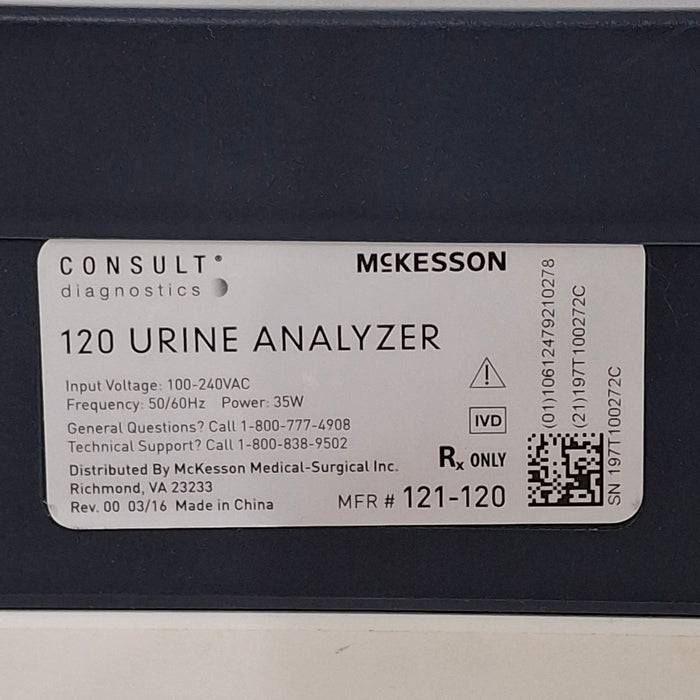 CONSULT®
diagnostics
McKESSON
120 URINE ANALYZER
Input Voltage: 100-240VAC
Frequency: 50/60Hz Power: 35W
General Questions? Call 1-800-777-4908
Technical Support? Call 1-800-838-9502
Distributed By McKesson Medical-Surgical Inc.
Richmond, VA 23233
Rev. 00 03/16 Made in China
IVD
Rx ONLY
MFR # 121-120
(01)10612479210278
(21)197T100272C
SN 197T100272C